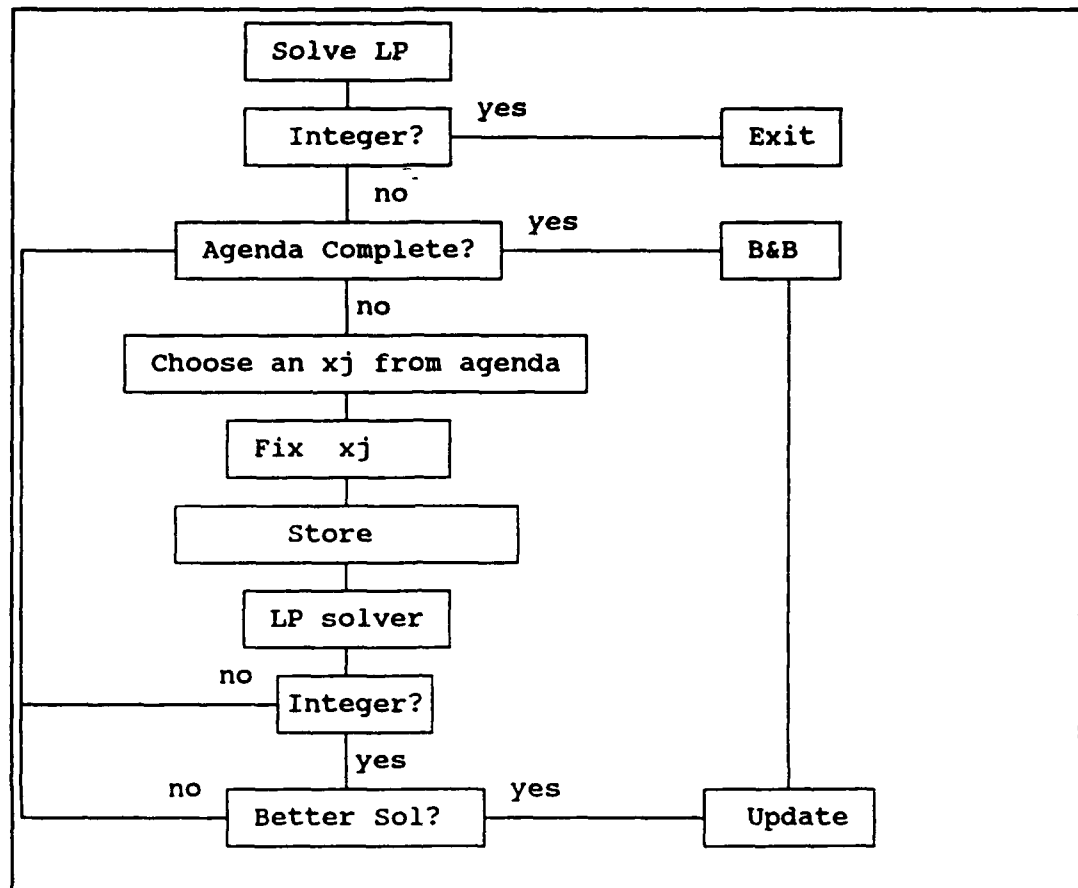 Solve LP
yes
Integer?
Exit
no
yes
Agenda Complete?
B&B
no
Choose an xj from agenda
Fix xj
Store
LP solver
no
Integer?
yes
no
yes
Better Sol?
Update